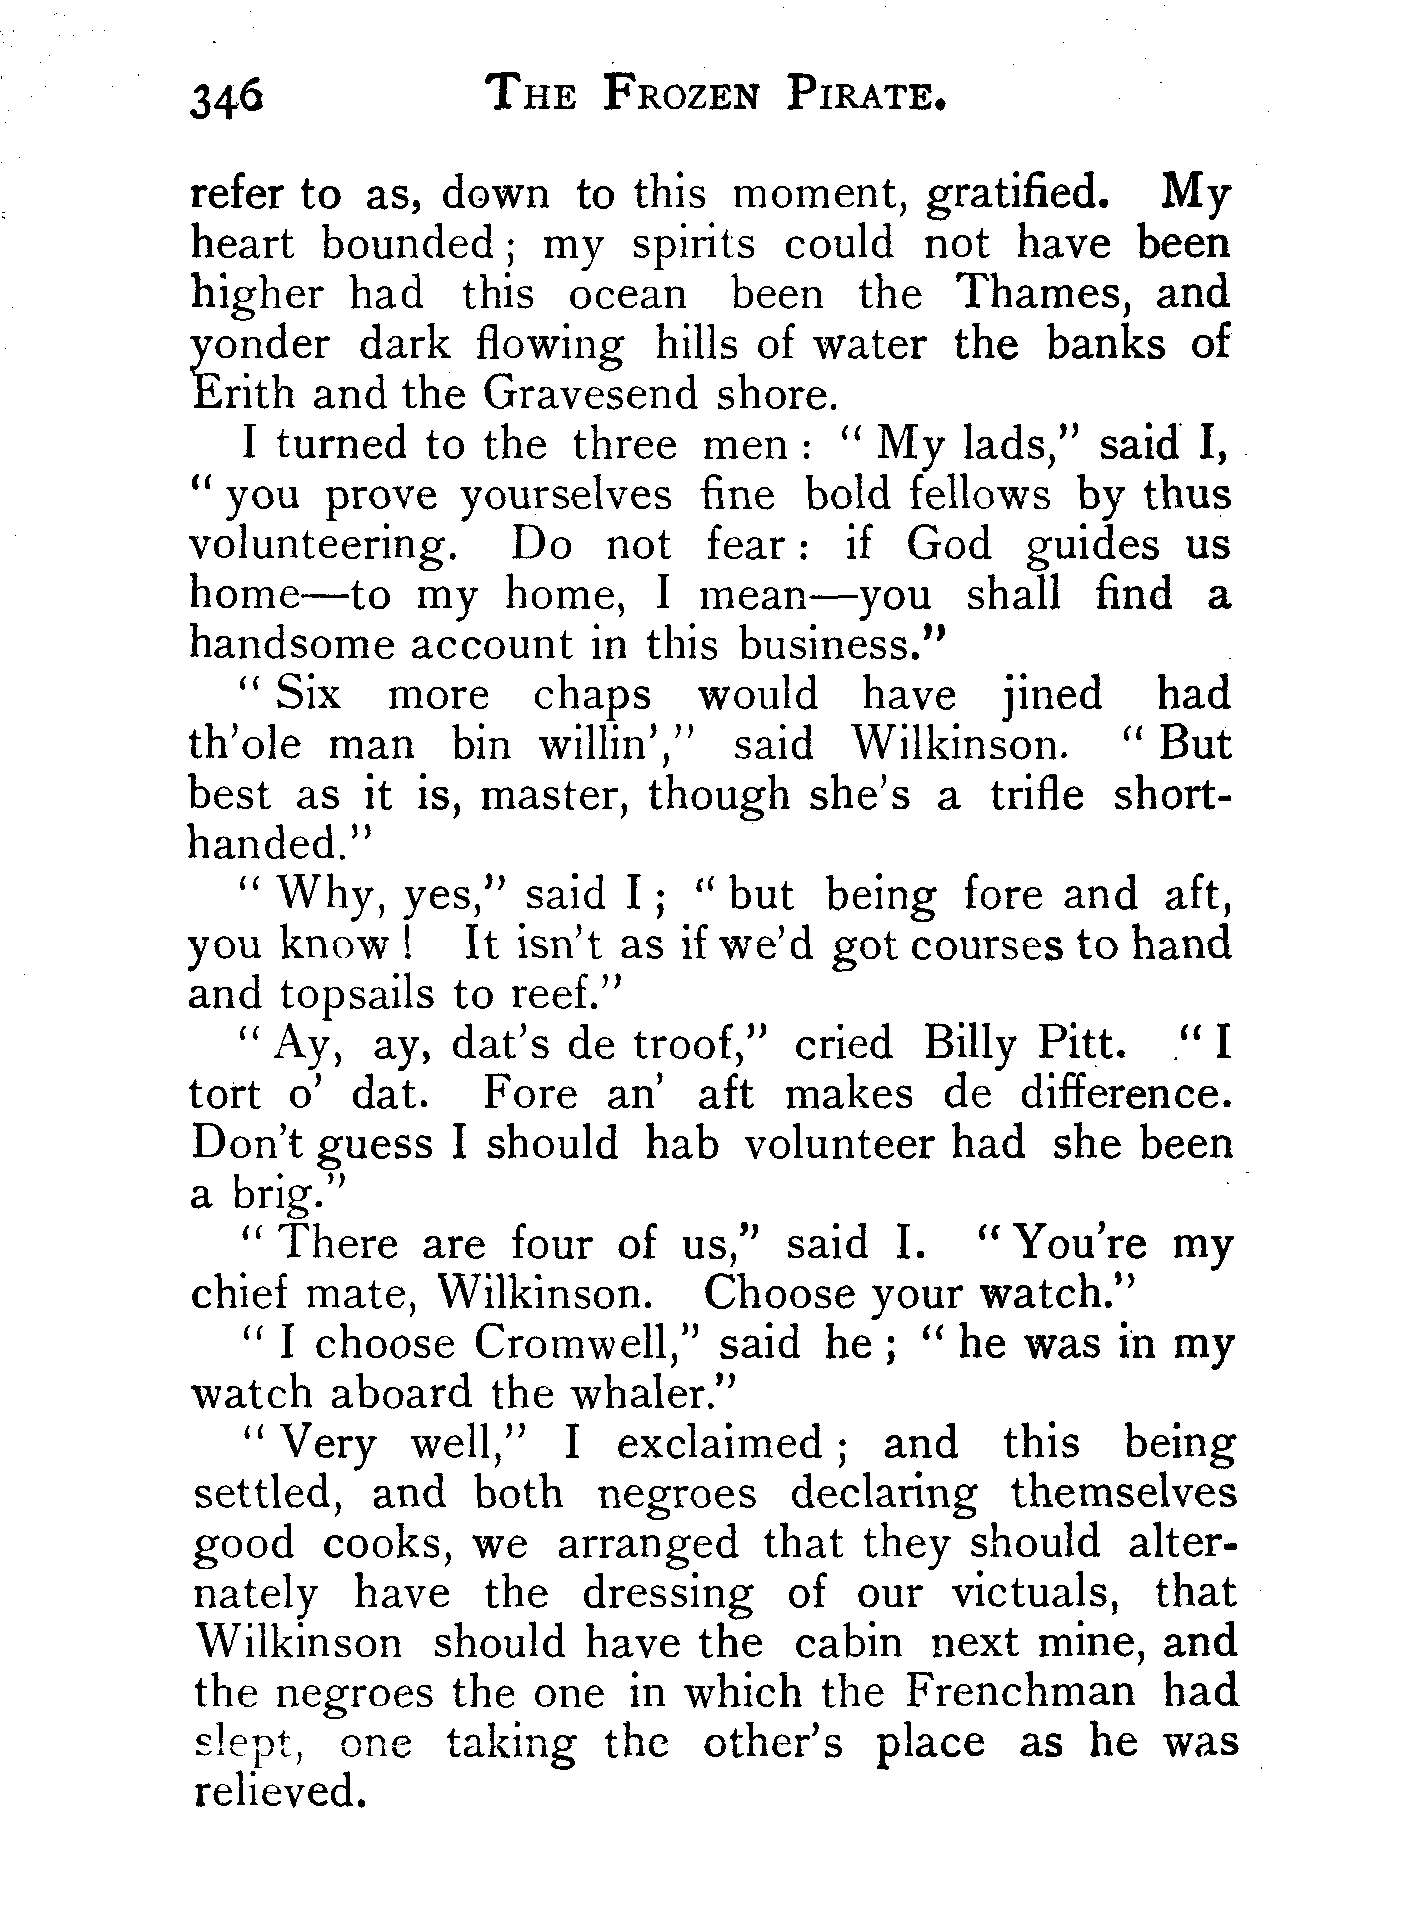 346 THE FROZEN PIRATE.
refer to as, down to this moment, gratified. My
heart bounded; my spirits could not have been
higher had this ocean been the Thames, and
yonder dark flowing hills of water the banks of
Erith and the Gravesend shore.
I turned to the three men: "My lads," said I,
"you prove yourselves fine bold fellows by thus
volunteering. Do not fear: if God guides us
home—to my home, I mean—you shall find a
handsome account in this business."
"Six more chaps would have jined had
th'ole man bin willin'," said Wilkinson. "But
best as it is, master, though she's a trifle short-
handed."
"Why, yes," said I; "but being fore and aft,
you know! It isn't as if we'd got courses to hand
and topsails to reef."
"Ay, ay, dat's de troof," cried Billy Pitt. "I
tort o' dat. Fore an' aft makes de difference.
Don't guess I should hab volunteer had she been
a brig."
"There are four of us," said I. "You're my
chief mate, Wilkinson. Choose your watch."
"I choose Cromwell," said he; "he was in my
watch aboard the whaler."
"Very well," I exclaimed; and this being
settled, and both negroes declaring themselves
good cooks, we arranged that they should alter-
nately have the dressing of our victuals, that
Wilkinson should have the cabin next mine, and
the negroes the one in which the Frenchman had
slept, one taking the other's place as he was
relieved.